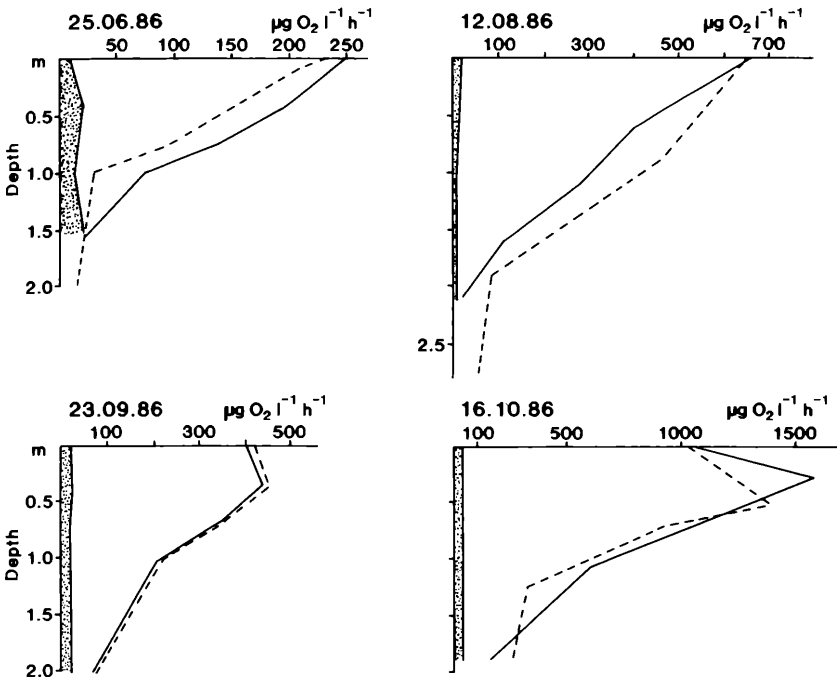 25.06.86 µg O₂ l⁻¹ h⁻¹
50 100 150 200 250
m
0.5
1.0
1.5
2.0
Depth
12.08.86 µg O₂ l⁻¹ h⁻¹
100 300 500 700
2.5
23.09.86 µg O₂ l⁻¹ h⁻¹
100 300 500
m
0.5
1.0
1.5
2.0
Depth
16.10.86 µg O₂ l⁻¹ h⁻¹
100 500 1000 1500